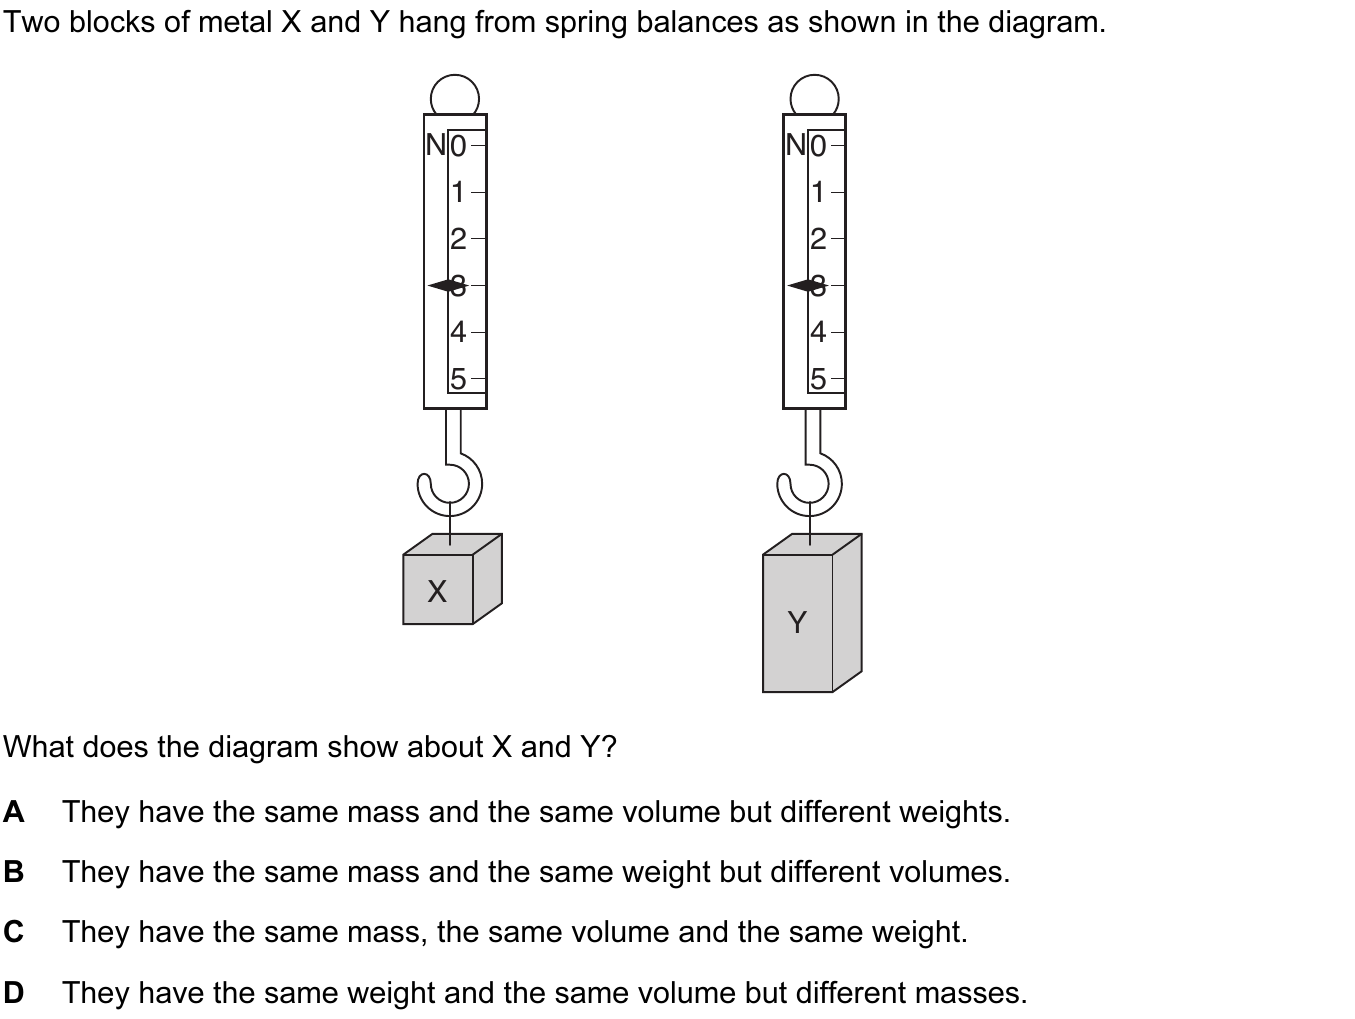 Two blocks of metal X and Y hang from spring balances as shown in the diagram.
N 0
1
2
3
4
5
X
N 0
1
2
3
4
5
Y
What does the diagram show about X and Y?
A They have the same mass and the same volume but different weights.
B They have the same mass and the same weight but different volumes.
C They have the same mass, the same volume and the same weight.
D They have the same weight and the same volume but different masses.